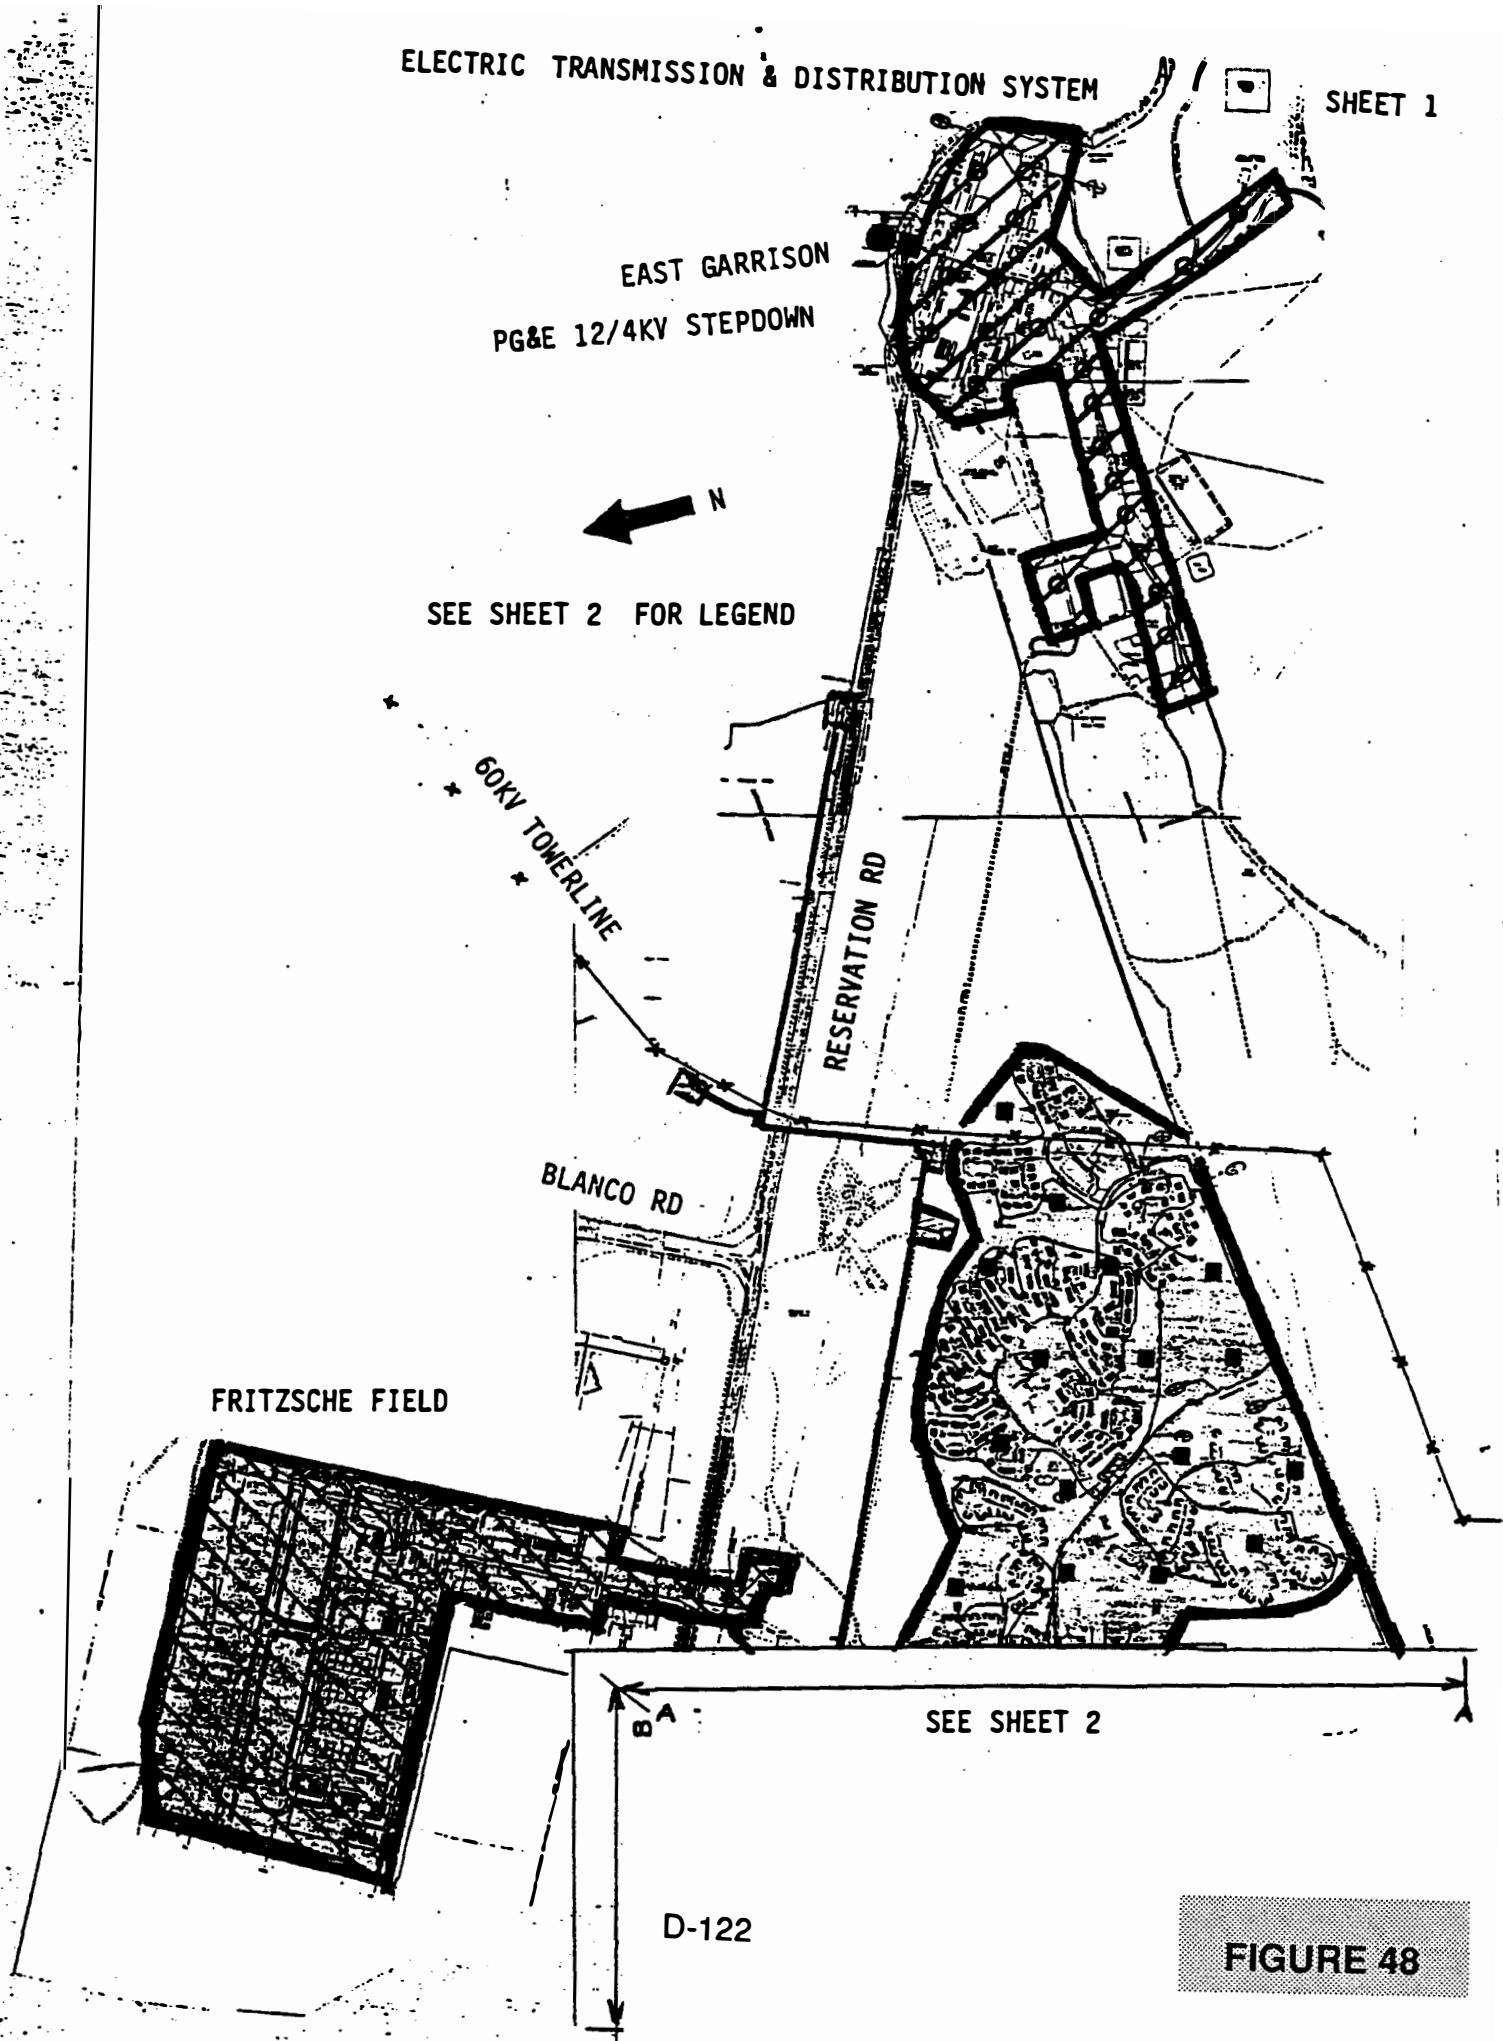 ELECTRIC TRANSMISSION & DISTRIBUTION SYSTEM
SHEET 1
EAST GARRISON
PG&E 12/4KV STEPDOWN
N
SEE SHEET 2 FOR LEGEND
60KV TOWERLINE
RESERVATION RD
BLANCO RD
FRITZSCHE FIELD
B A
A
SEE SHEET 2
D-122
FIGURE 48